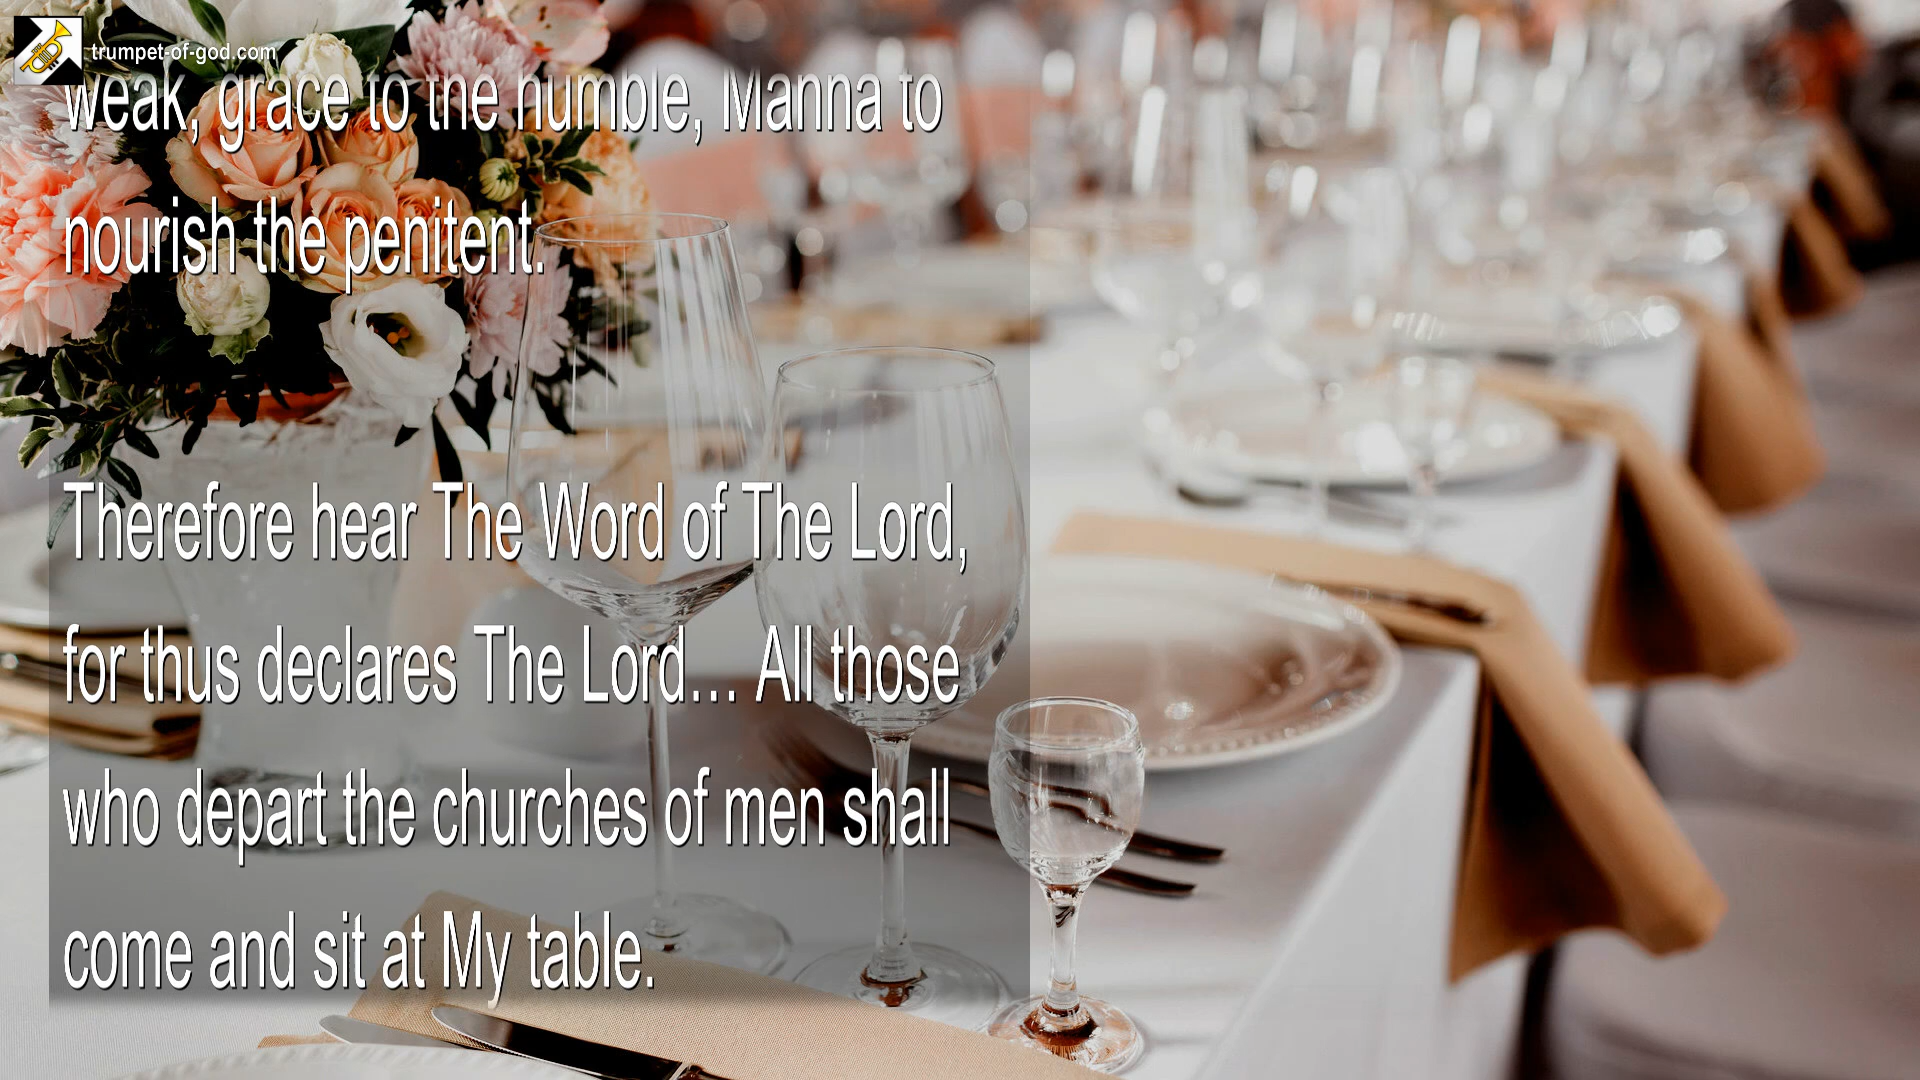 trumpet-of-god.com
weak, grace to the humble, Manna to
nourish the penitent.
Therefore hear The Word of The Lord,
for thus declares The Lord… All those
who depart the churches of men shall
come and sit at My table.